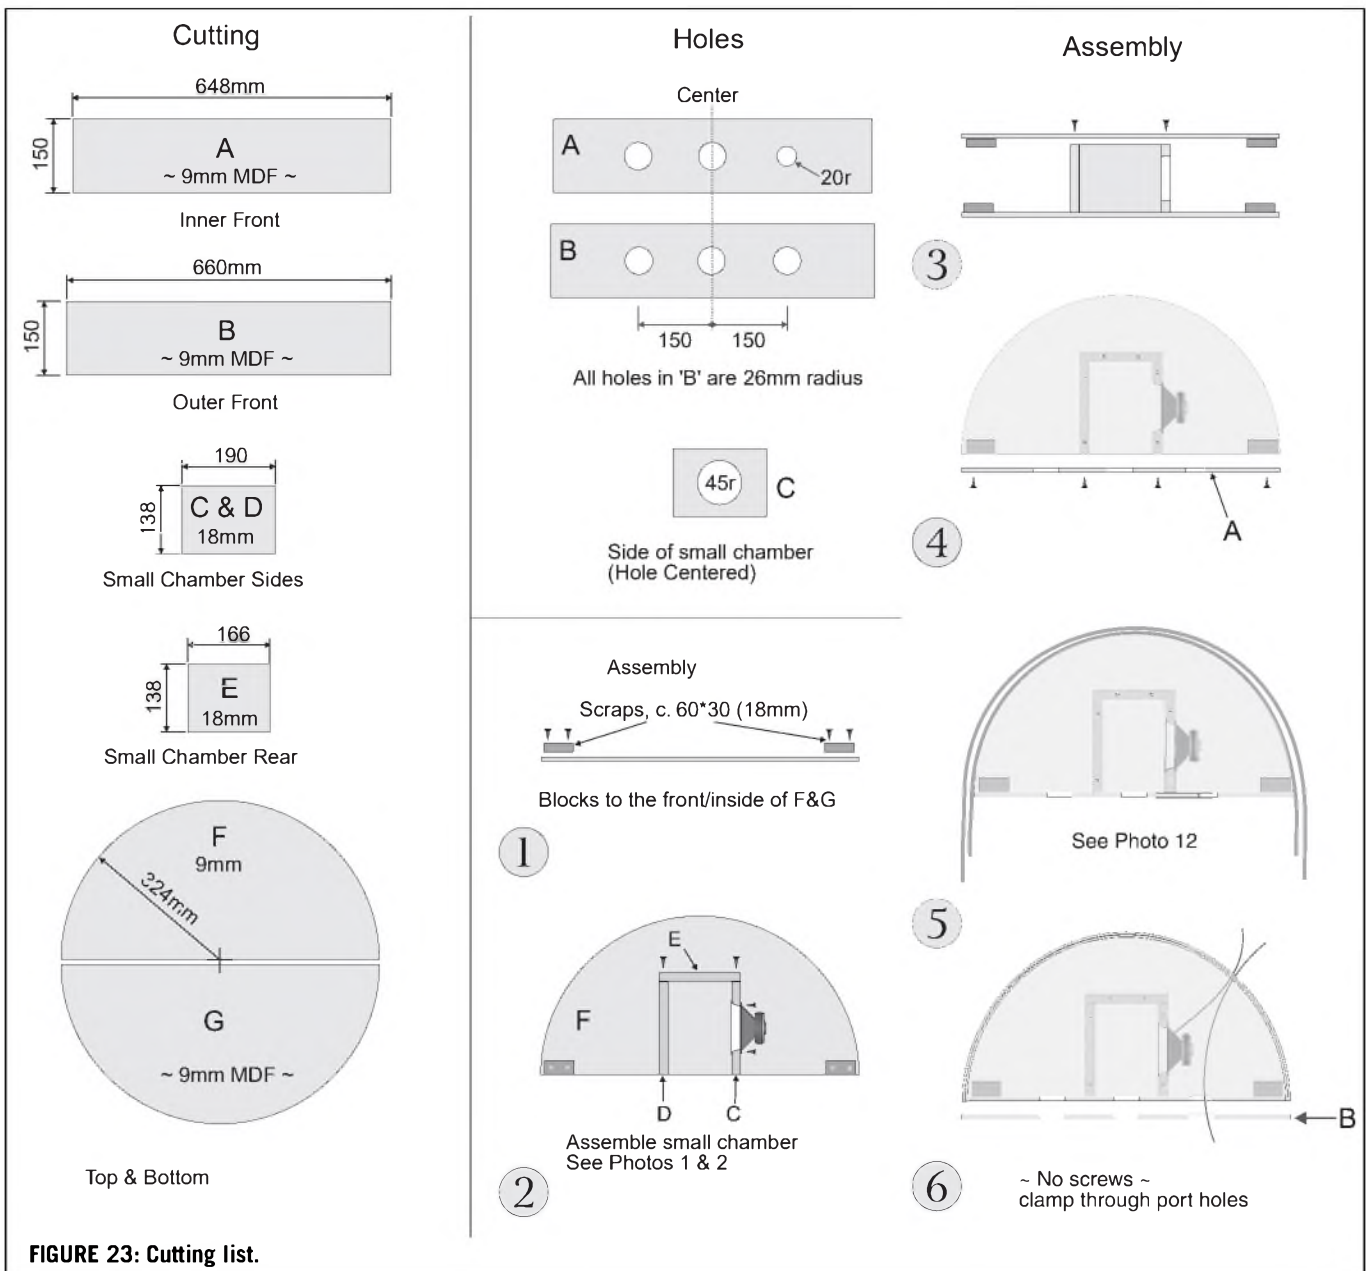 Cutting
648mm
150
A
~ 9mm MDF ~
Inner Front
660mm
150
B
~ 9mm MDF ~
Outer Front
190
138
C & D
18mm
Small Chamber Sides
166
138
E
18mm
Small Chamber Rear
F
9mm
324mm
G
~ 9mm MDF ~
Top & Bottom
Holes
Center
A
20r
B
150
150
All holes in 'B' are 26mm radius
45r
C
Side of small chamber
(Hole Centered)
Assembly
Scraps, c. 60*30 (18mm)
Blocks to the front/inside of F&G
1
E
F
D
C
Assemble small chamber
See Photos 1 & 2
2
Assembly
3
A
4
See Photo 12
5
B
6
~ No screws ~
clamp through port holes
FIGURE 23: Cutting list.